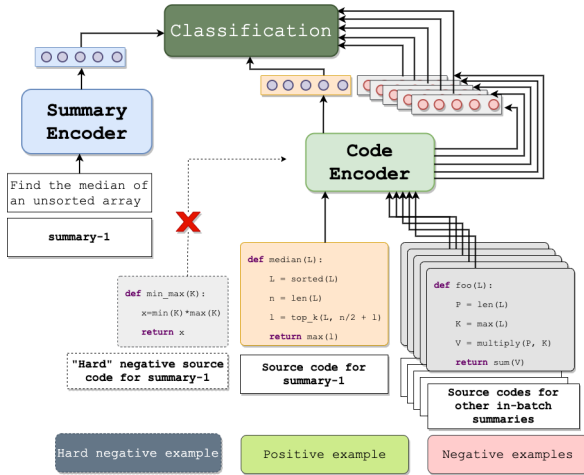 Classification
Summary
Encoder
Code
Encoder
Find the median of
an unsorted array
summary-1
def min_max(K):
x=min(K)*max(K)
return x
"Hard" negative source
code for summary-1
def median(L):
L = sorted(L)
n = len(L)
l = top_k(L, n/2 + 1)
return max(l)
Source code for
summary-1
def foo(L):
P = len(L)
K = max(L)
V = multiply(P, K)
return sum(V)
Source codes for
other in-batch
summaries
Hard negative example
Positive example
Negative examples